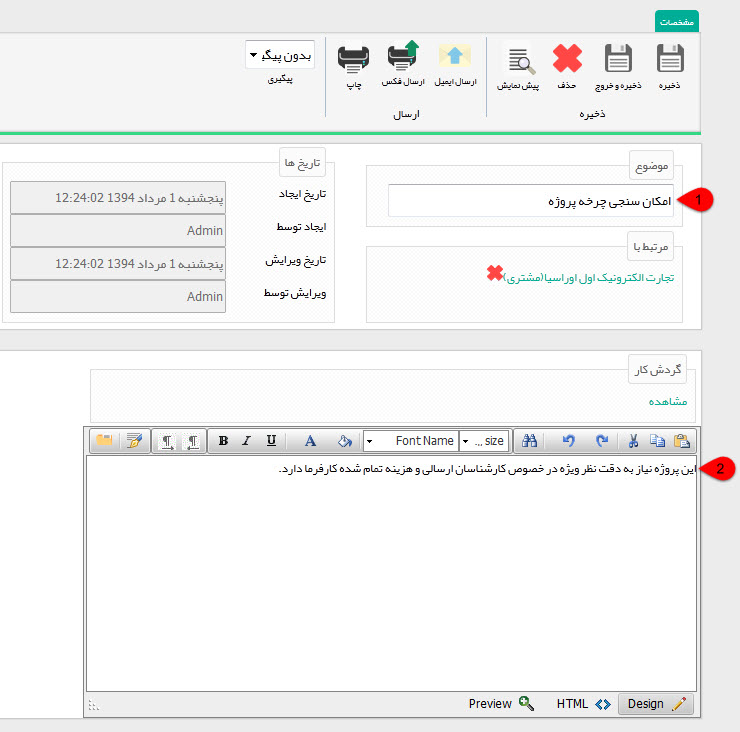 مشخصات
ذخیره
ذخیره و خروج
حذف
پیش نمایش
ارسال ایمیل
ارسال فکس
چاپ
بدون پیگی
پیگیری
ذخیره
ارسال
موضوع
امکان سنجی چرخه پروژه
1
مرتبط با
تجارت الکترونیک اول اوراسیا(مشتری)
تاریخ ها
تاریخ ایجاد
پنجشنبه 1 مرداد 1394 12:24:02
ایجاد توسط
Admin
تاریخ ویرایش
پنجشنبه 1 مرداد 1394 12:24:02
ویرایش توسط
Admin
گردش کار
مشاهده
B I U A Font Name size ...
این پروژه نیاز به دقت نظر ویژه در خصوص کارشناسان ارسالی و هزینه تمام شده کارفرما دارد.
2
Preview HTML Design